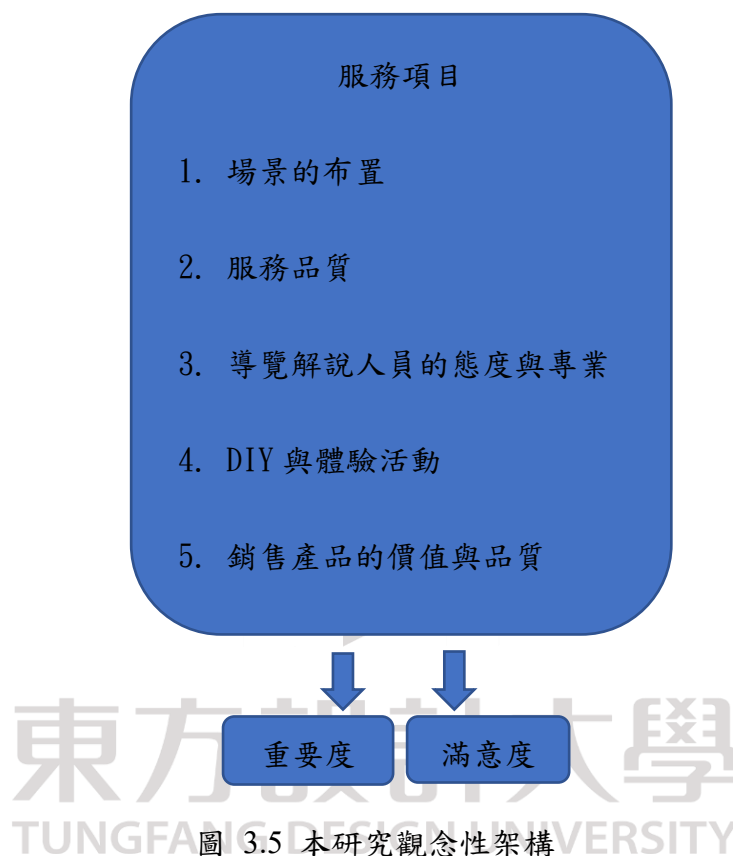 服務項目
1. 場景的布置
2. 服務品質
3. 導覽解說人員的態度與專業
4. DIY 與體驗活動
5. 銷售產品的價值與品質
重要度 滿意度
東方設計大學
圖 3.5 本研究觀念性架構
TUNGFANG DESIGN UNIVERSITY